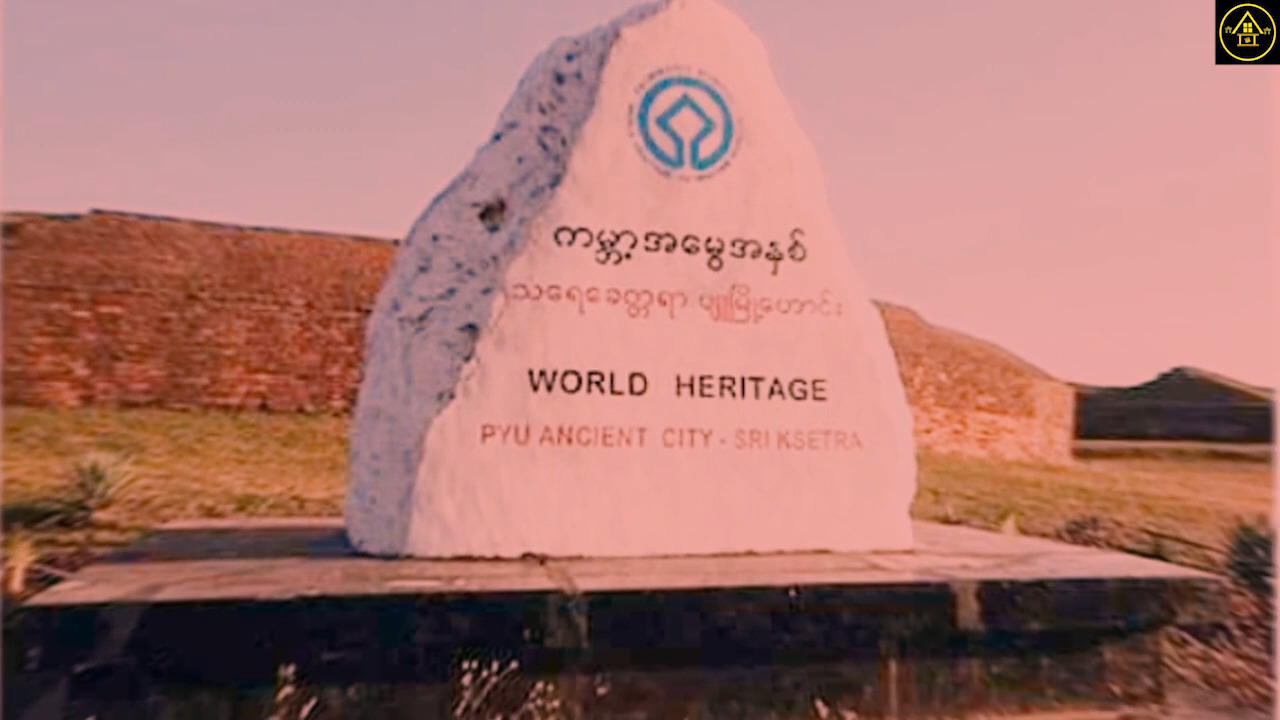 ကမ္ဘာ့အမွေအနှစ်
သရေခေတ္တရာ ပျူမြို့ဟောင်း
WORLD HERITAGE
PYU ANCIENT CITY - SRI KSETRA